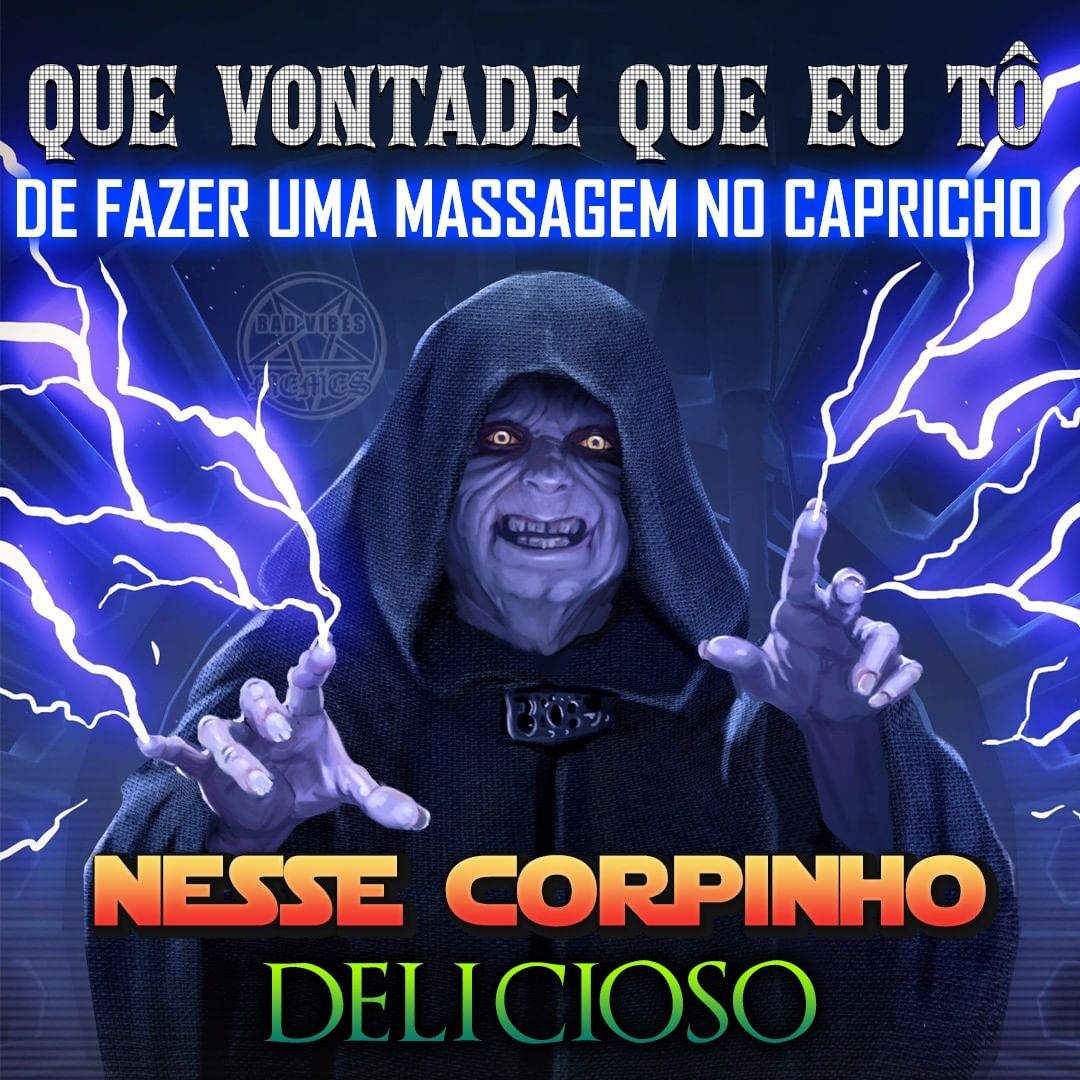 QUE VONTADE QUE EU TÔ
DE FAZER UMA MASSAGEM NO CAPRICHO
BAD VIBES
MEMES
NESSE CORPINHO
DELICIOSO